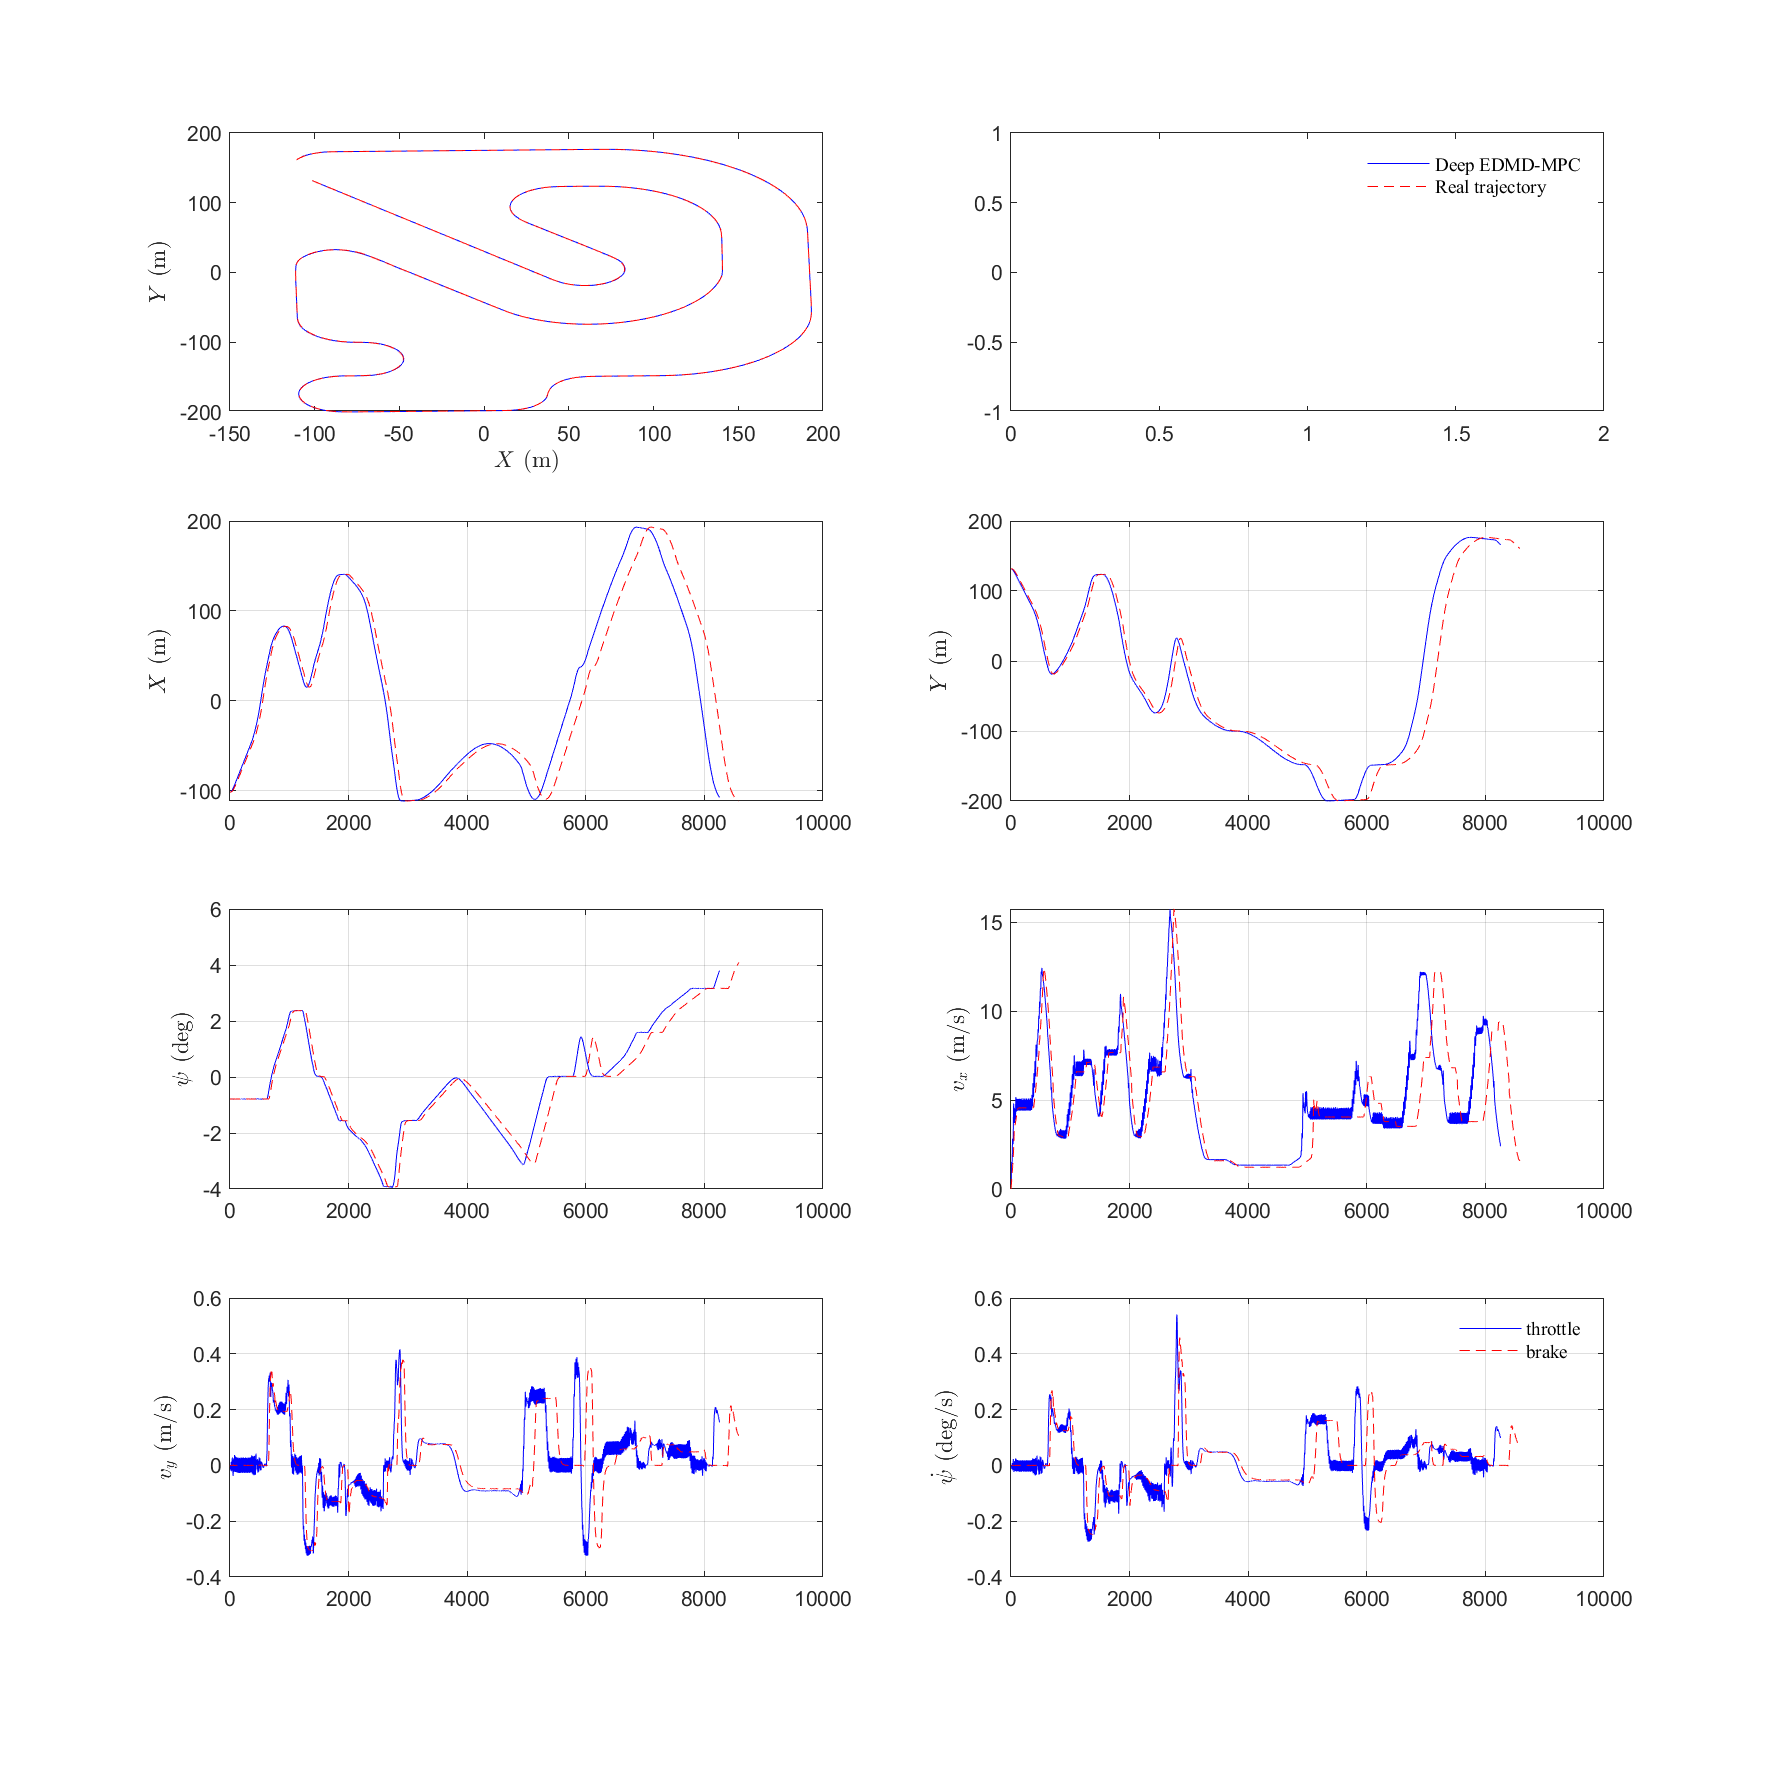 200
100
0
-100
-200
Y (m)
-150 -100 -50 0 50 100 150 200
X (m)
1
0.5
0
-0.5
-1
0 0.5 1 1.5 2
Deep EDMD-MPC
Real trajectory
200
100
0
-100
X (m)
0 2000 4000 6000 8000 10000
200
100
0
-100
-200
Y (m)
0 2000 4000 6000 8000 10000
6
4
2
0
-2
-4
ψ (deg)
0 2000 4000 6000 8000 10000
15
10
5
0
v_x (m/s)
0 2000 4000 6000 8000 10000
0.6
0.4
0.2
0
-0.2
-0.4
v_y (m/s)
0 2000 4000 6000 8000 10000
0.6
0.4
0.2
0
-0.2
-0.4
ψ̇ (deg/s)
0 2000 4000 6000 8000 10000
throttle
brake